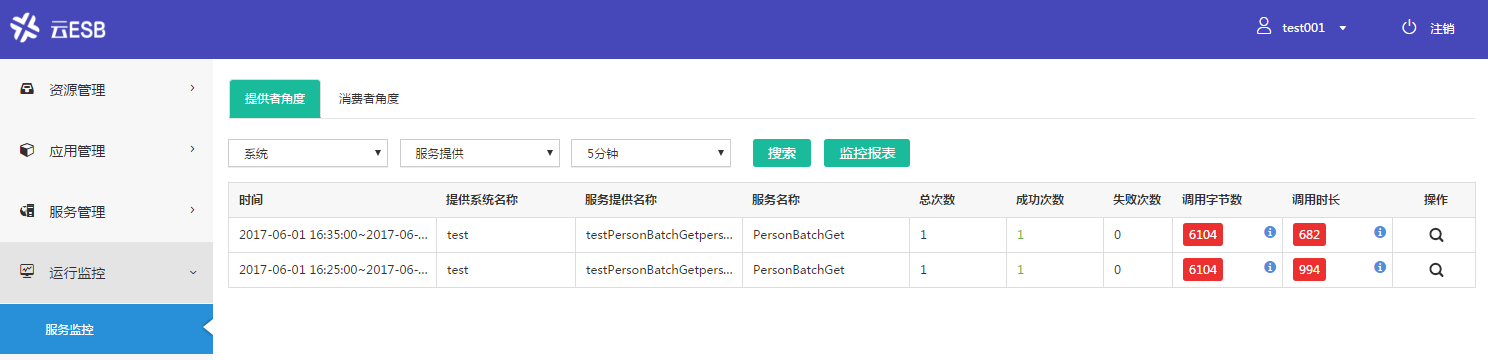 云ESB
test001
注销
资源管理
应用管理
服务管理
运行监控
服务监控
提供者角度 消费者角度
系统 服务提供 5分钟 搜索 监控报表
时间 提供系统名称 服务提供名称 服务名称 总次数 成功次数 失败次数 调用字节数 调用时长 操作
2017-06-01 16:35:00~2017-06-... test testPersonBatchGetpers... PersonBatchGet 1 1 0 6104 682
2017-06-01 16:25:00~2017-06-... test testPersonBatchGetpers... PersonBatchGet 1 1 0 6104 994